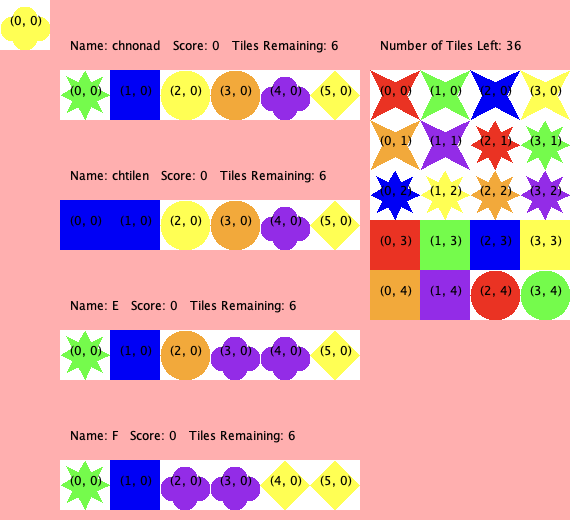 (0, 0)
Name: chnonad Score: 0 Tiles Remaining: 6
(0, 0) (1, 0) (2, 0) (3, 0) (4, 0) (5, 0)
Name: chtilen Score: 0 Tiles Remaining: 6
(0, 0) (1, 0) (2, 0) (3, 0) (4, 0) (5, 0)
Name: E Score: 0 Tiles Remaining: 6
(0, 0) (1, 0) (2, 0) (3, 0) (4, 0) (5, 0)
Name: F Score: 0 Tiles Remaining: 6
(0, 0) (1, 0) (2, 0) (3, 0) (4, 0) (5, 0)
Number of Tiles Left: 36
(0, 0) (1, 0) (2, 0) (3, 0)
(0, 1) (1, 1) (2, 1) (3, 1)
(0, 2) (1, 2) (2, 2) (3, 2)
(0, 3) (1, 3) (2, 3) (3, 3)
(0, 4) (1, 4) (2, 4) (3, 4)